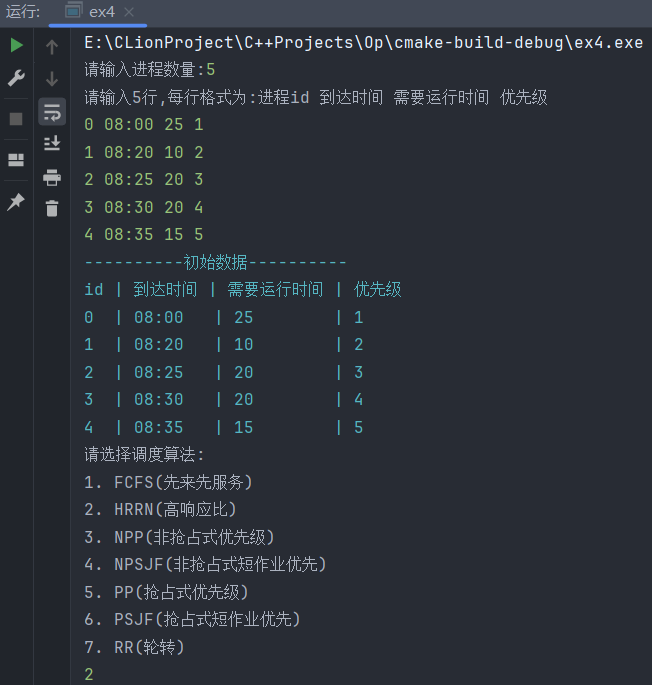 运行: ex4
E:\CLionProject\C++Projects\Op\cmake-build-debug\ex4.exe
请输入进程数量:5
请输入5行,每行格式为:进程id 到达时间 需要运行时间 优先级
0 08:00 25 1
1 08:20 10 2
2 08:25 20 3
3 08:30 20 4
4 08:35 15 5
----------初始数据----------
id | 到达时间 | 需要运行时间 | 优先级
0 | 08:00 | 25 | 1
1 | 08:20 | 10 | 2
2 | 08:25 | 20 | 3
3 | 08:30 | 20 | 4
4 | 08:35 | 15 | 5
请选择调度算法:
1. FCFS(先来先服务)
2. HRRN(高响应比)
3. NPP(非抢占式优先级)
4. NPSJF(非抢占式短作业优先)
5. PP(抢占式优先级)
6. PSJF(抢占式短作业优先)
7. RR(轮转)
2